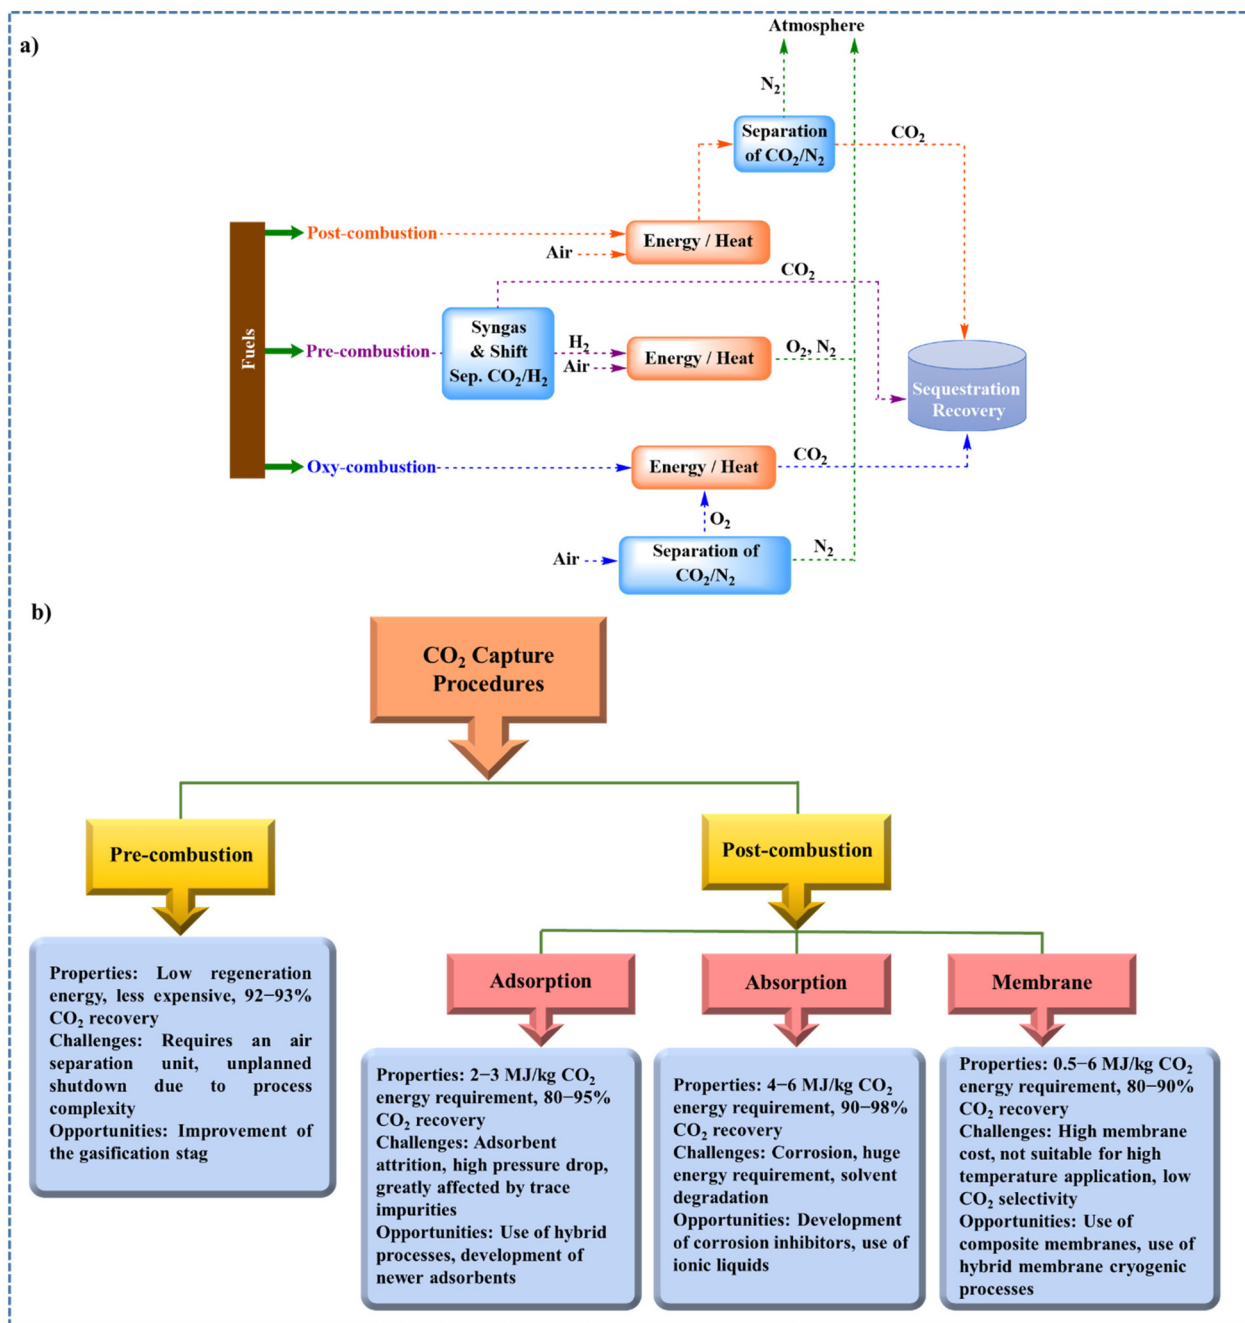 a)
Atmosphere
N₂
Separation
of CO₂/N₂
CO₂
Fuels
Post-combustion
Air
Energy / Heat
CO₂
Pre-combustion
Syngas
& Shift
Sep. CO₂/H₂
H₂
Air
Energy / Heat
O₂, N₂
Sequestration
Recovery
Oxy-combustion
Energy / Heat
CO₂
O₂
Air
Separation of
CO₂/N₂
N₂
b)
CO₂ Capture
Procedures
Pre-combustion
Properties: Low regeneration
energy, less expensive, 92−93%
CO₂ recovery
Challenges: Requires an air
separation unit, unplanned
shutdown due to process
complexity
Opportunities: Improvement of
the gasification stag
Post-combustion
Adsorption
Properties: 2−3 MJ/kg CO₂
energy requirement, 80−95%
CO₂ recovery
Challenges: Adsorbent
attrition, high pressure drop,
greatly affected by trace
impurities
Opportunities: Use of hybrid
processes, development of
newer adsorbents
Absorption
Properties: 4−6 MJ/kg CO₂
energy requirement, 90−98%
CO₂ recovery
Challenges: Corrosion, huge
energy requirement, solvent
degradation
Opportunities: Development
of corrosion inhibitors, use of
ionic liquids
Membrane
Properties: 0.5−6 MJ/kg CO₂
energy requirement, 80−90%
CO₂ recovery
Challenges: High membrane
cost, not suitable for high
temperature application, low
CO₂ selectivity
Opportunities: Use of
composite membranes, use of
hybrid membrane cryogenic
processes